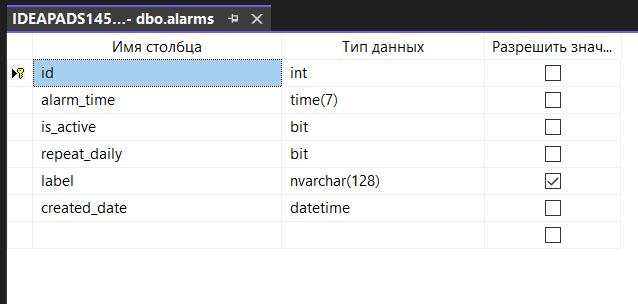 IDEAPADS145...- dbo.alarms
Имя столбца Тип данных Разрешить знач...
id int
alarm_time time(7)
is_active bit
repeat_daily bit
label nvarchar(128)
created_date datetime